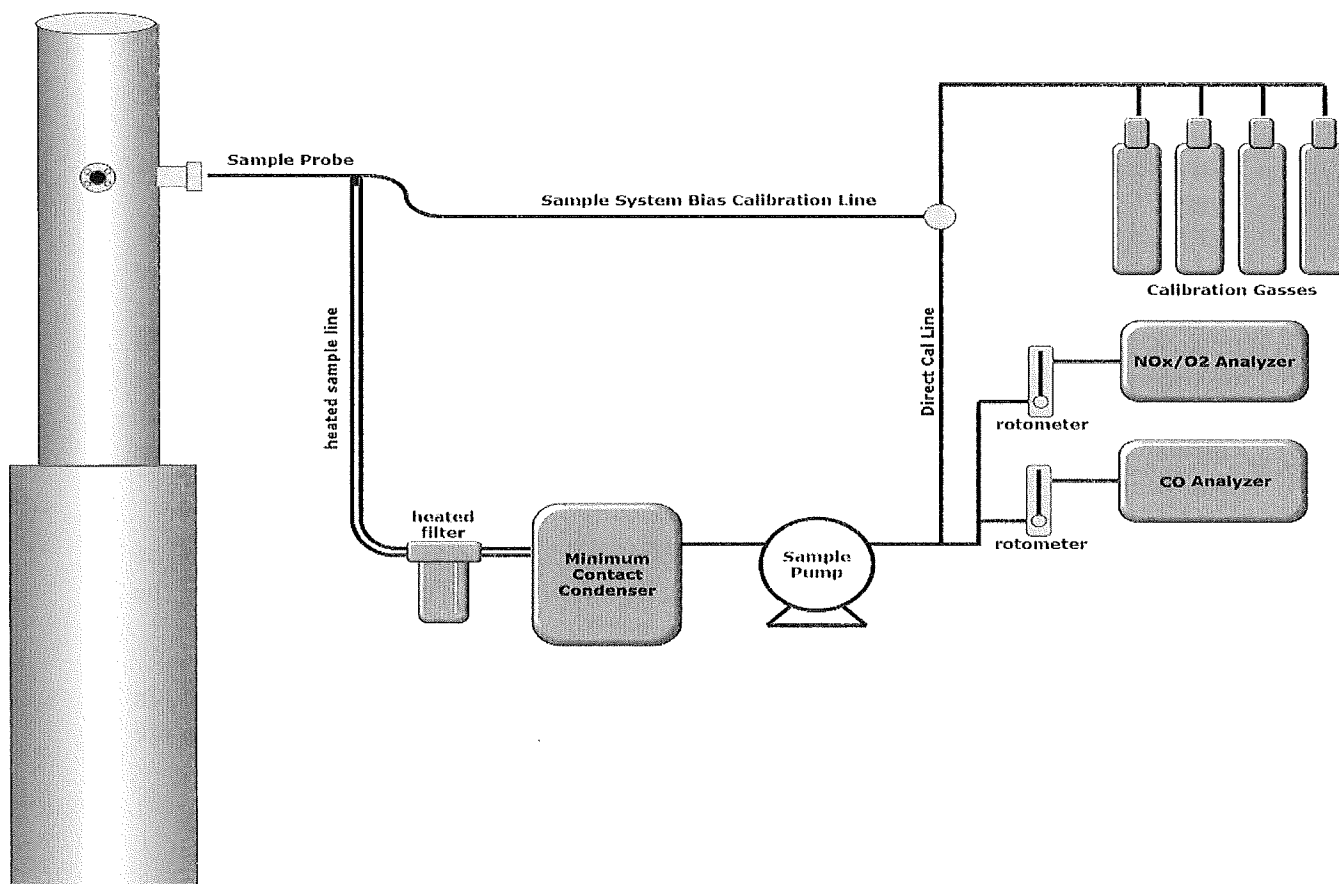 Sample Probe
Sample System Bias Calibration Line
Calibration Gasses
heated sample line
Direct Cal Line
NOx/O2 Analyzer
rotometer
CO Analyzer
rotometer
heated
filter
Minimum
Contact
Condenser
Sample
Pump